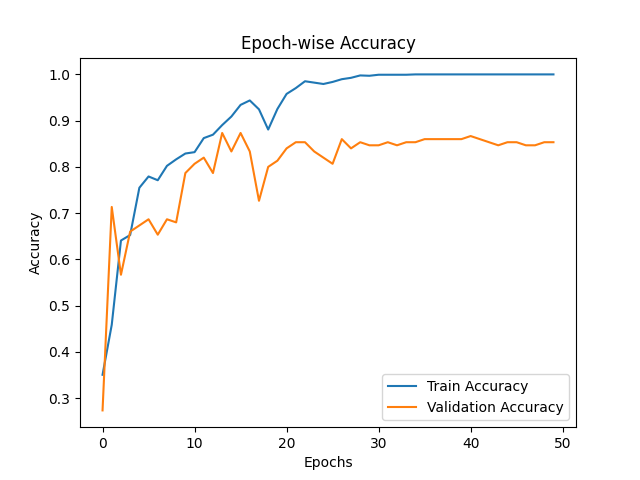 Epoch-wise Accuracy
1.0
0.9
0.8
0.7
0.6
0.5
0.4
0.3
Accuracy
0 10 20 30 40 50
Epochs
Train Accuracy
Validation Accuracy